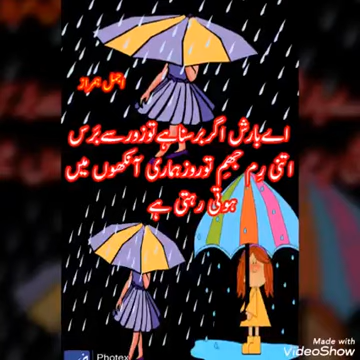 اے بارش اگر برسنا ہے تو زور سے برس
اتنی رم جھم تو روز ہماری آنکھوں میں
ہوتی رہتی ہے
Photex
Made with
VideoShow